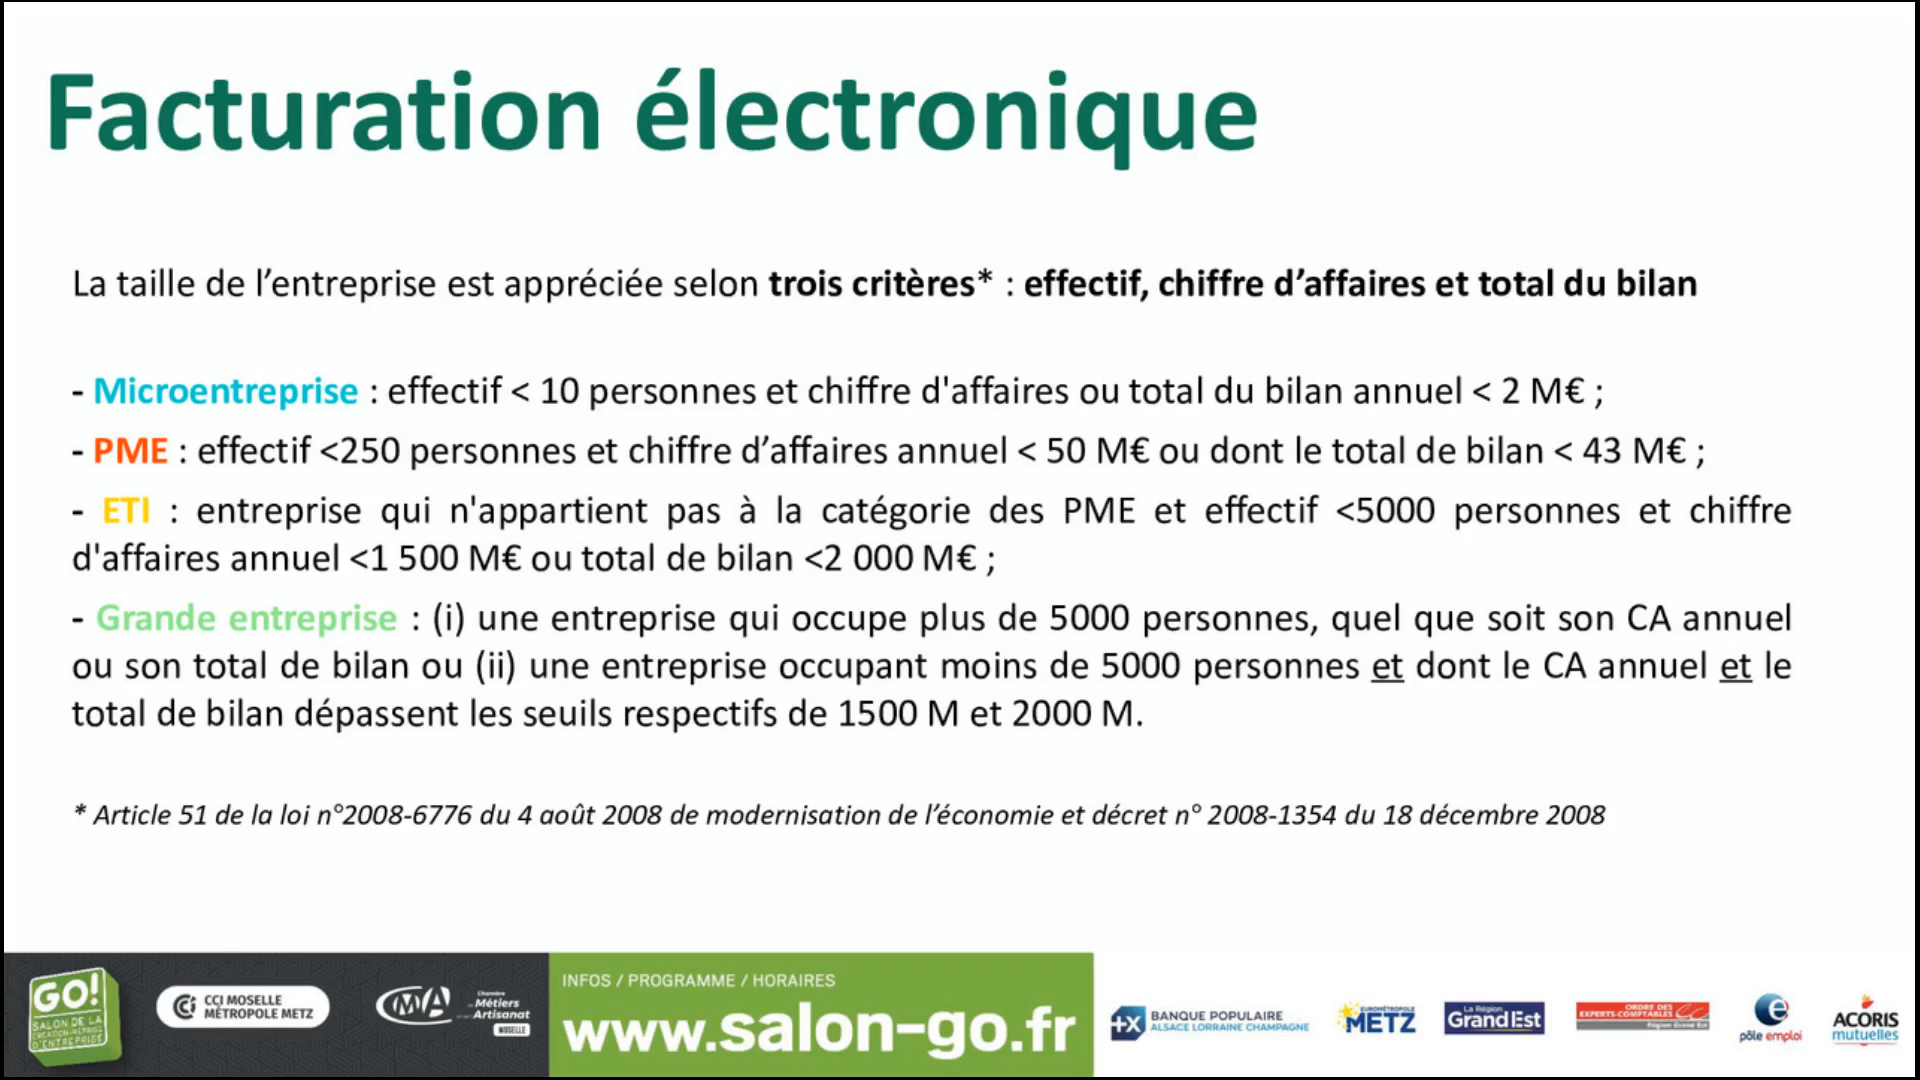 Facturation électronique
La taille de l’entreprise est appréciée selon trois critères* : effectif, chiffre d’affaires et total du bilan
- Microentreprise : effectif < 10 personnes et chiffre d'affaires ou total du bilan annuel < 2 M€ ;
- PME : effectif <250 personnes et chiffre d’affaires annuel < 50 M€ ou dont le total de bilan < 43 M€ ;
- ETI : entreprise qui n'appartient pas à la catégorie des PME et effectif <5000 personnes et chiffre
d'affaires annuel <1 500 M€ ou total de bilan <2 000 M€ ;
- Grande entreprise : (i) une entreprise qui occupe plus de 5000 personnes, quel que soit son CA annuel
ou son total de bilan ou (ii) une entreprise occupant moins de 5000 personnes et dont le CA annuel et le
total de bilan dépassent les seuils respectifs de 1500 M et 2000 M.
* Article 51 de la loi n°2008-6776 du 4 août 2008 de modernisation de l’économie et décret n° 2008-1354 du 18 décembre 2008
GO!
SALON DE LA
CRÉATION-REPRISE
D'ENTREPRISE
CCI MOSELLE
MÉTROPOLE METZ
CMA
Chambre
de Métiers
et de l'Artisanat
MOSELLE
INFOS / PROGRAMME / HORAIRES
www.salon-go.fr
+X
BANQUE POPULAIRE
ALSACE LORRAINE CHAMPAGNE
EUROMÉTROPOLE
METZ
La Région
GrandEst
ORDRE DES
EXPERTS-COMPTABLES
Région Grand Est
pôle emploi
ACORIS
mutuelles